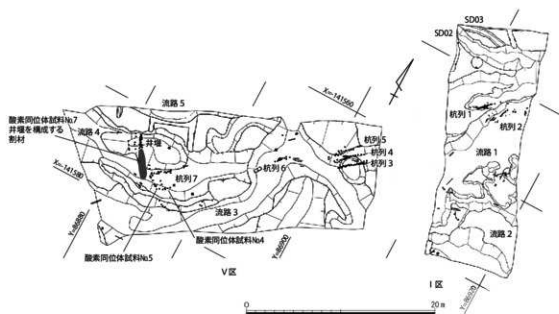 SD03
SD02
X=-141560
流路 5
酸素同位体試料№7
井堰を構成する
割材
流路 4
井堰
杭列 5
杭列 4
杭列 3
杭列 1
杭列 2
X=-141580
杭列 7
杭列 6
流路 1
流路 3
Y=86880
酸素同位体試料№4
酸素同位体試料№5
Y=86900
流路 2
Ⅴ区
Ⅰ区
Y=86920
0
20 m